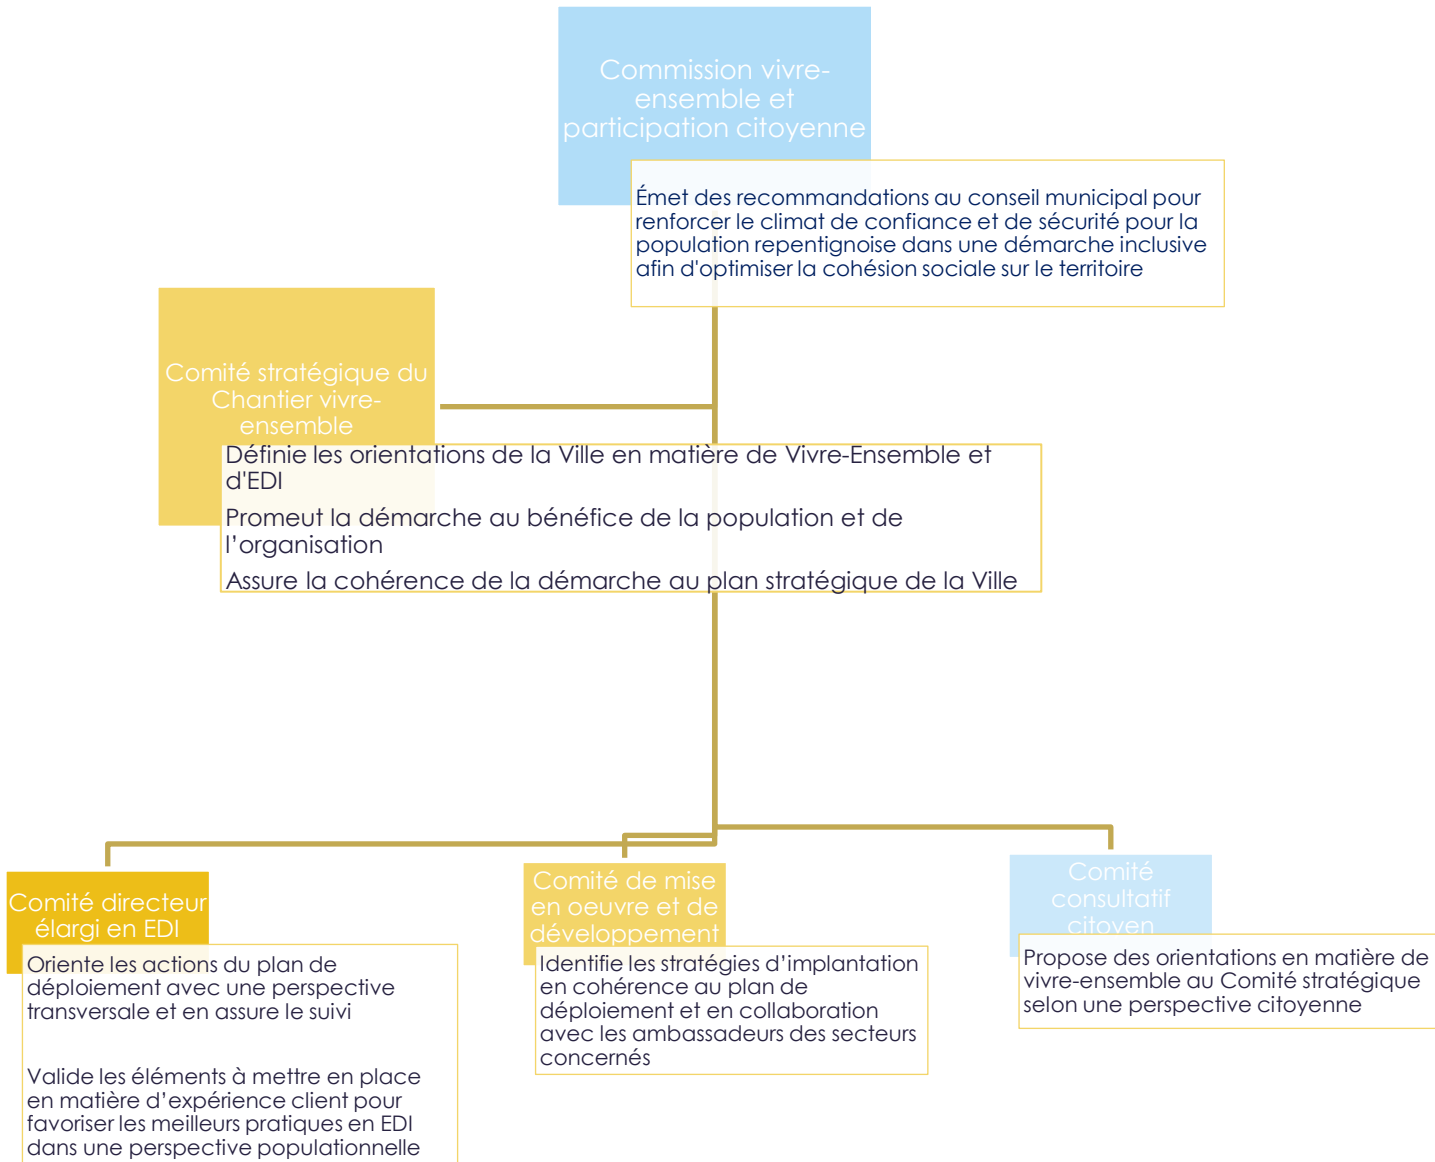 Commission vivre-
ensemble et
participation citoyenne
Émet des recommandations au conseil municipal pour
renforcer le climat de confiance et de sécurité pour la
population repentignoise dans une démarche inclusive
afin d'optimiser la cohésion sociale sur le territoire
Comité stratégique du
Chantier vivre-
ensemble
Définie les orientations de la Ville en matière de Vivre-Ensemble et
d'EDI
Promeut la démarche au bénéfice de la population et de
l’organisation
Assure la cohérence de la démarche au plan stratégique de la Ville
Comité directeur
élargi en EDI
Oriente les actions du plan de
déploiement avec une perspective
transversale et en assure le suivi
Valide les éléments à mettre en place
en matière d’expérience client pour
favoriser les meilleurs pratiques en EDI
dans une perspective populationnelle
Comité de mise
en oeuvre et de
développement
Identifie les stratégies d’implantation
en cohérence au plan de
déploiement et en collaboration
avec les ambassadeurs des secteurs
concernés
Comité
consultatif
citoyen
Propose des orientations en matière de
vivre-ensemble au Comité stratégique
selon une perspective citoyenne